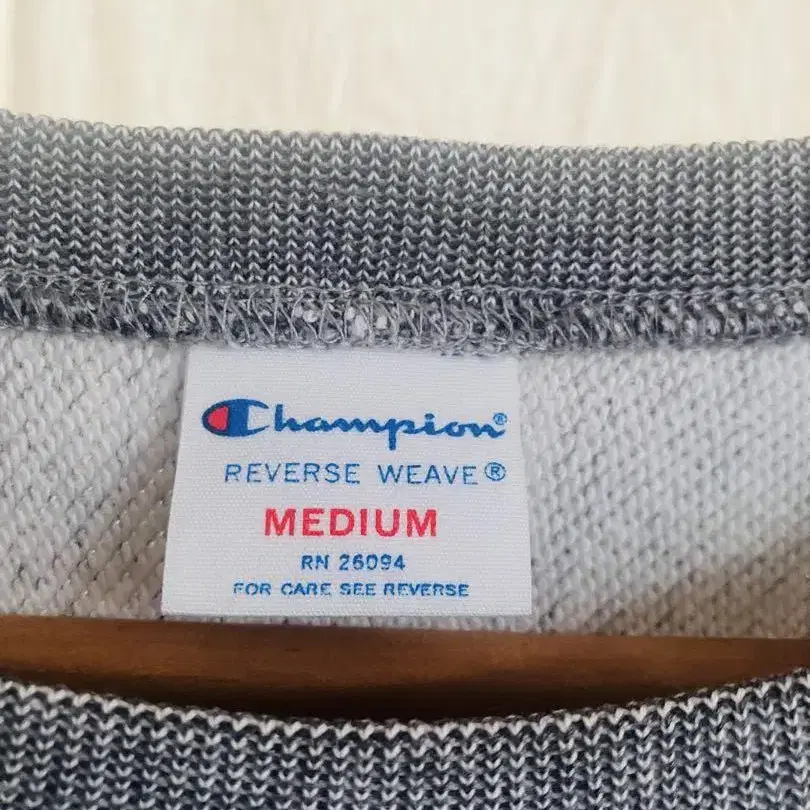 Champion®
REVERSE WEAVE®
MEDIUM
RN 26094
FOR CARE SEE REVERSE